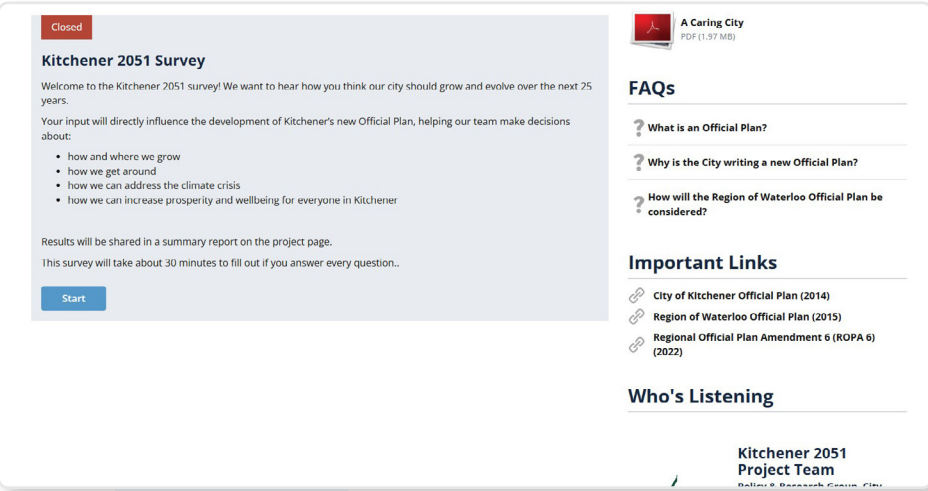 Closed
Kitchener 2051 Survey
Welcome to the Kitchener 2051 survey! We want to hear how you think our city should grow and evolve over the next 25
years.
Your input will directly influence the development of Kitchener's new Official Plan, helping our team make decisions
about:
• how and where we grow
• how we get around
• how we can address the climate crisis
• how we can increase prosperity and wellbeing for everyone in Kitchener
Results will be shared in a summary report on the project page.
This survey will take about 30 minutes to fill out if you answer every question..
Start
A Caring City
PDF (1.97 MB)
FAQs
What is an Official Plan?
Why is the City writing a new Official Plan?
How will the Region of Waterloo Official Plan be
considered?
Important Links
City of Kitchener Official Plan (2014)
Region of Waterloo Official Plan (2015)
Regional Official Plan Amendment 6 (ROPA 6)
(2022)
Who's Listening
Kitchener 2051
Project Team
Policy & Research Group, City